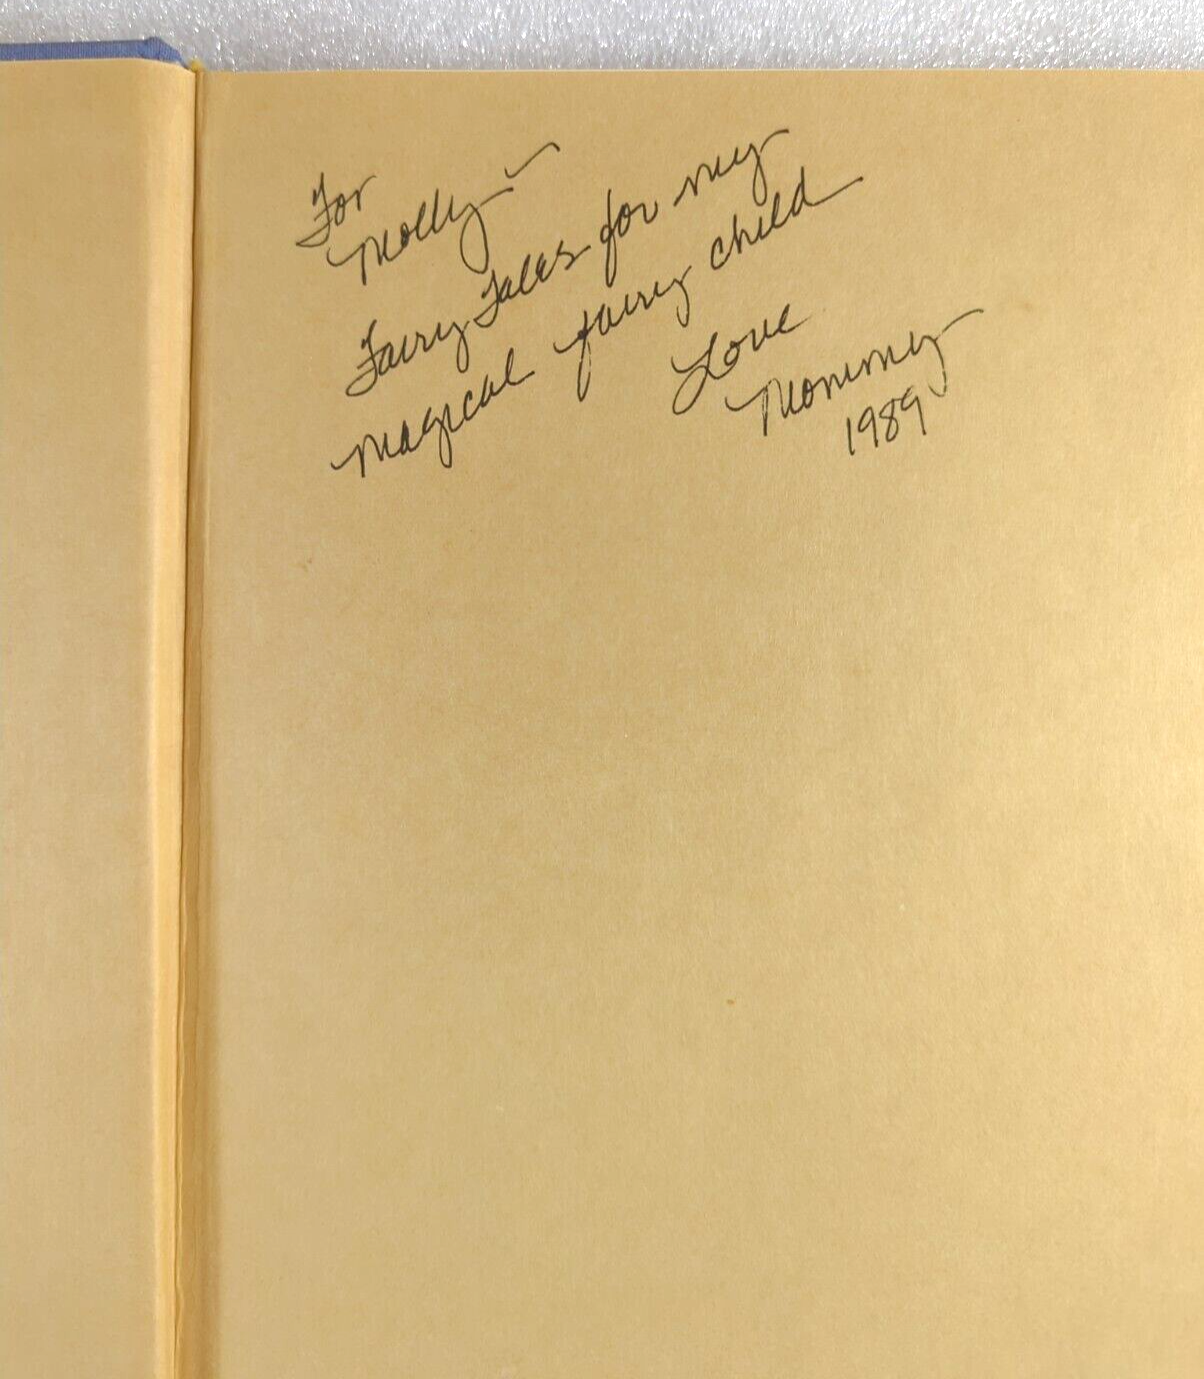 For
Molly –
Fairy Tales for my
magical fairy child
Love
Mommy
1989